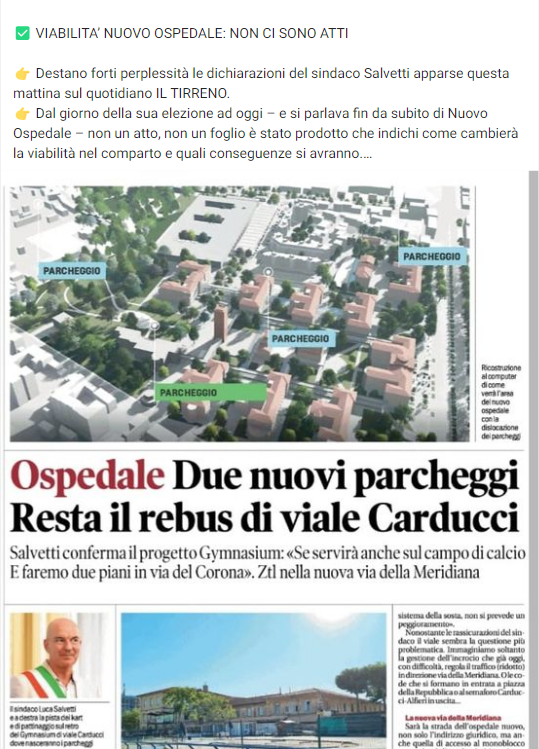 ✅ VIABILITA’ NUOVO OSPEDALE: NON CI SONO ATTI
👉 Destano forti perplessità le dichiarazioni del sindaco Salvetti apparse questa
mattina sul quotidiano IL TIRRENO.
👉 Dal giorno della sua elezione ad oggi – e si parlava fin da subito di Nuovo
Ospedale – non un atto, non un foglio è stato prodotto che indichi come cambierà
la viabilità nel comparto e quali conseguenze si avranno....
PARCHEGGIO
PARCHEGGIO
PARCHEGGIO
PARCHEGGIO
Ricostruzione
al computer
di come
verrà l'area
del nuovo
ospedale
con la
dislocazione
dei parcheggi
Ospedale Due nuovi parcheggi
Resta il rebus di viale Carducci
Salvetti conferma il progetto Gymnasium: «Se servirà anche sul campo di calcio
E faremo due piani in via del Corona». Ztl nella nuova via della Meridiana
Il sindaco Luca Salvetti
e a destra la pista dei kart
e di pattinaggio sul retro
del Gymnasium di viale Carducci
dove nasceranno i parcheggi
sistema della sosta, non si prevede un
peggioramento».
Nonostante le rassicurazioni del sin-
daco il viale sembra la questione più
problematica. Immaginiamo soltanto
la gestione dell'incrocio che già oggi,
con difficoltà, regola il traffico (ridotto)
in direzione via della Meridiana. O le co-
de che si formano in entrata a piazza
della Repubblica o al semaforo Carduc-
ci-Alfieri in uscita...
La nuova via della Meridiana
Sarà la strada dell'ospedale nuovo,
non solo l'indirizzo giuridico, ma an-
che quella di accesso al monoblocco